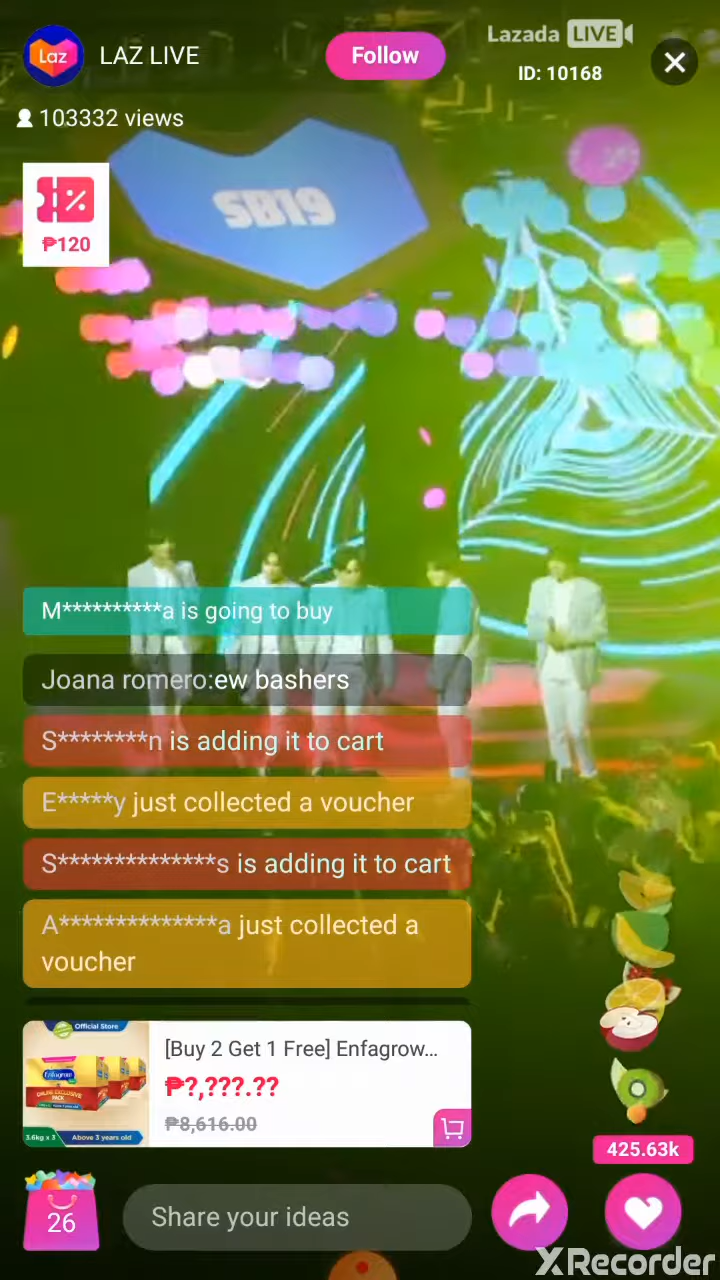 Laz
LAZ LIVE
Follow
Lazada LIVE
ID: 10168
103332 views
%
₱120
SB19
M**********a is going to buy
Joana romero:ew bashers
S********n is adding it to cart
E*****y just collected a voucher
S**************s is adding it to cart
A**************a just collected a
voucher
Official Store
Enfagrow
ONLINE EXCLUSIVE
PACK
3.6kg x 3
Above 3 years old
[Buy 2 Get 1 Free] Enfagrow...
₱?,???.??
₱8,616.00
425.63k
26
Share your ideas
XRecorder